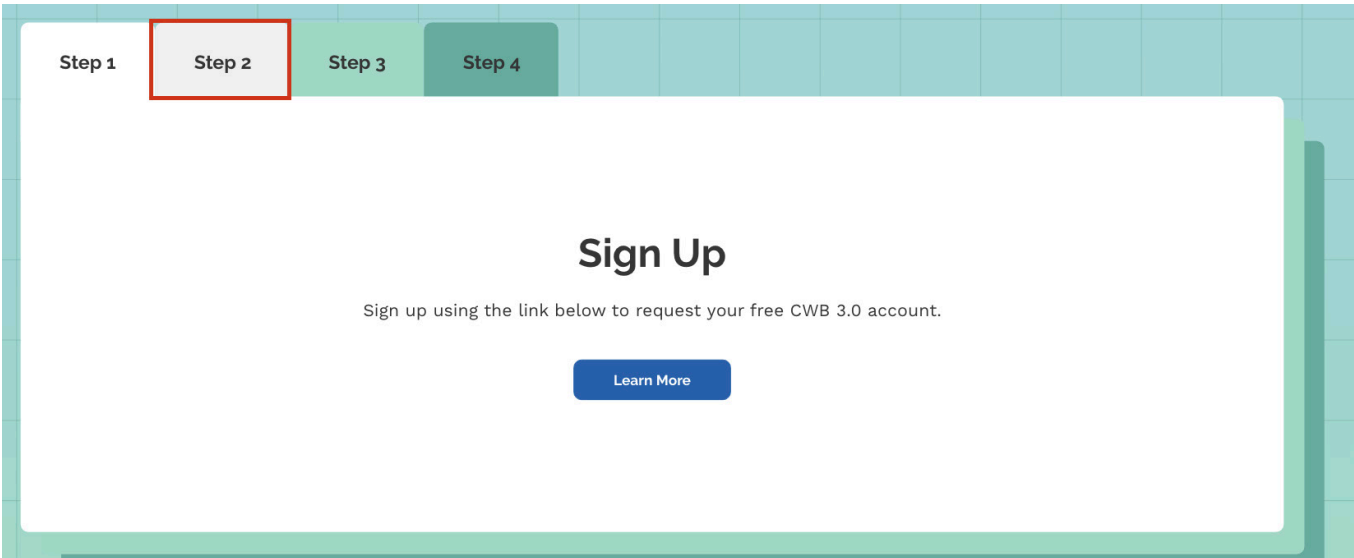 Step 1 Step 2 Step 3 Step 4
Sign Up
Sign up using the link below to request your free CWB 3.0 account.
Learn More